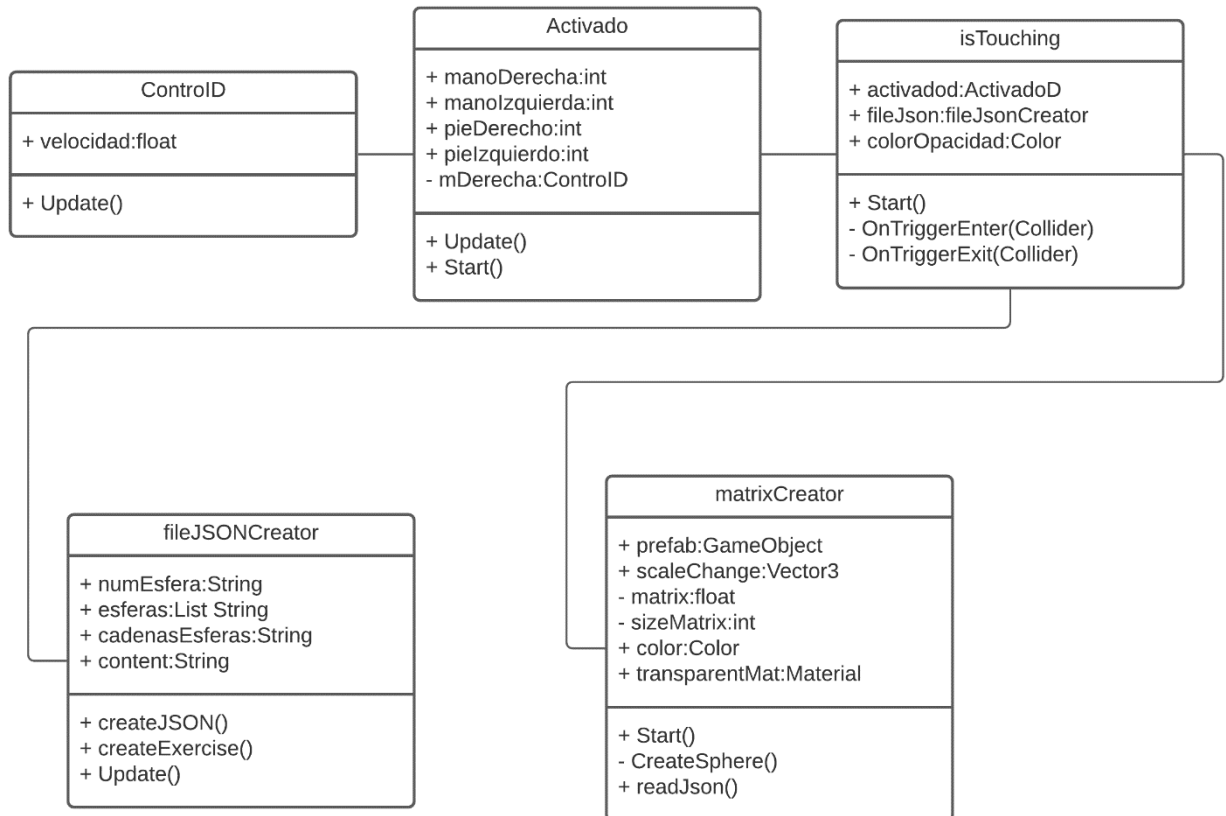 ControlD
+ velocidad:float
+ Update()
Activado
+ manoDerecha:int
+ manoIzquierda:int
+ pieDerecho:int
+ pieIzquierdo:int
- mDerecha:ControlD
+ Update()
+ Start()
isTouching
+ activadod:ActivadoD
+ fileJson:fileJsonCreator
+ colorOpacidad:Color
+ Start()
- OnTriggerEnter(Collider)
- OnTriggerExit(Collider)
fileJSONCreator
+ numEsfera:String
+ esferas:List String
+ cadenasEsferas:String
+ content:String
+ createJSON()
+ createExercise()
+ Update()
matrixCreator
+ prefab:GameObject
+ scaleChange:Vector3
- matrix:float
- sizeMatrix:int
+ color:Color
+ transparentMat:Material
+ Start()
- CreateSphere()
+ readJson()